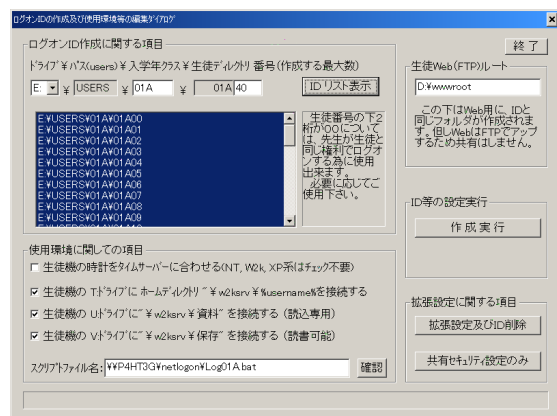 ログオンIDの作成及び使用環境等の編集ダイアログ
ログオンID作成に関する項目
ドライブ ¥ パス(users) ¥ 入学年クラス ¥ 生徒ディレクトリ 番号(作成する最大数)
E: ¥ USERS ¥ 01A ¥ 01A 40
IDリスト表示
E:¥USERS¥01A¥01A00
E:¥USERS¥01A¥01A01
E:¥USERS¥01A¥01A02
E:¥USERS¥01A¥01A03
E:¥USERS¥01A¥01A04
E:¥USERS¥01A¥01A05
E:¥USERS¥01A¥01A06
E:¥USERS¥01A¥01A07
E:¥USERS¥01A¥01A08
E:¥USERS¥01A¥01A09
E:¥USERS¥01A¥01A10
生徒番号の下2
桁が00について
は、先生が生徒と
同じ権利でログオ
ンする為に使用
出来ます。
必要に応じてご
使用下さい。
使用環境に関しての項目
生徒機の時計をタイムサーバーに合わせる(NT, W2k, XP系はチェック不要)
生徒機の Tドライブに ホームディレクリ ¨¥w2ksrv¥%username%を接続する
生徒機の Uドライブに¨¥w2ksrv¥資料¨ を接続する (読込専用)
生徒機の Vドライブに¨¥w2ksrv¥保存¨ を接続する (読書可能)
スクリプトファイル名: ¥¥P4HT3G¥netlogon¥Log01A.bat
確認
終了
生徒Web(FTP)ルート
D:¥wwwroot
この下はWeb用に、IDと
同じフォルダが作成されま
す。但しWebはFTPでアップ
するため共有はしません。
ID等の設定実行
作成実行
拡張設定に関する項目
拡張設定及びID削除
共有セキュリティ設定のみ